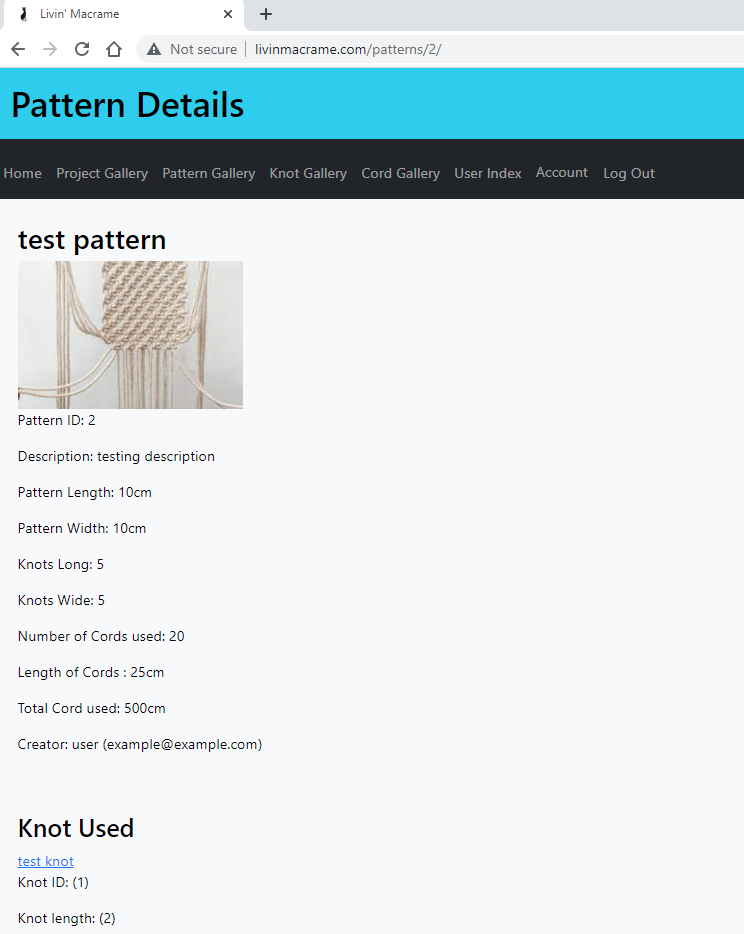 Livin' Macrame
Not secure
livinmacrame.com/patterns/2/
Pattern Details
Home Project Gallery Pattern Gallery Knot Gallery Cord Gallery User Index Account Log Out
test pattern
Pattern ID: 2
Description: testing description
Pattern Length: 10cm
Pattern Width: 10cm
Knots Long: 5
Knots Wide: 5
Number of Cords used: 20
Length of Cords : 25cm
Total Cord used: 500cm
Creator: user (example@example.com)
Knot Used
test knot
Knot ID: (1)
Knot length: (2)